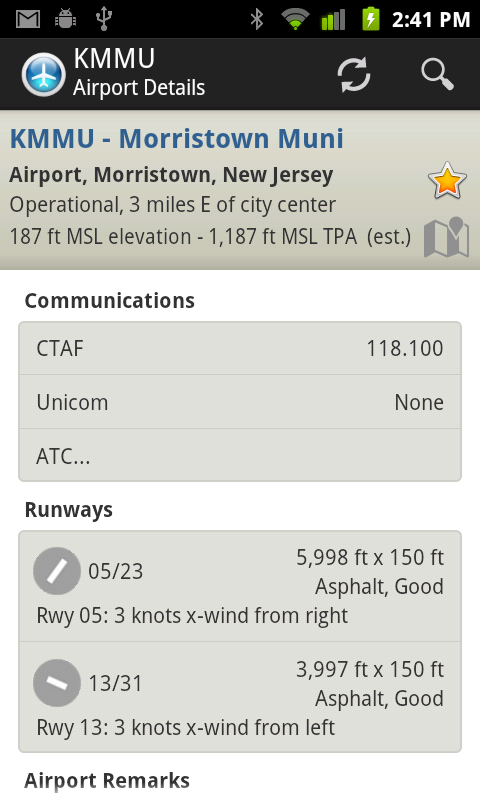 2:41 PM
KMMU
Airport Details
KMMU - Morristown Muni
Airport, Morristown, New Jersey
Operational, 3 miles E of city center
187 ft MSL elevation - 1,187 ft MSL TPA (est.)
Communications
CTAF 118.100
Unicom None
ATC...
Runways
05/23 5,998 ft x 150 ft
Asphalt, Good
Rwy 05: 3 knots x-wind from right
13/31 3,997 ft x 150 ft
Asphalt, Good
Rwy 13: 3 knots x-wind from left
Airport Remarks